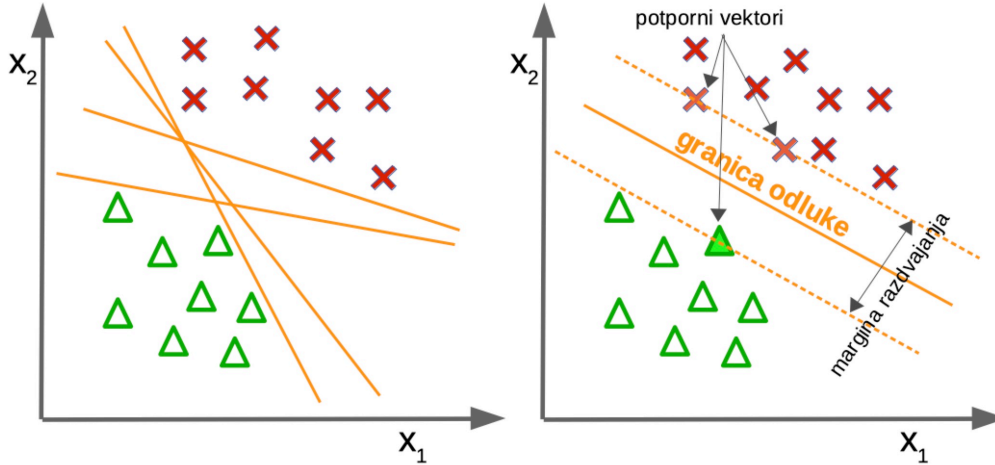 X2
X1
potporni vektori
X2
granica odluke
margina razdvajanja
X1